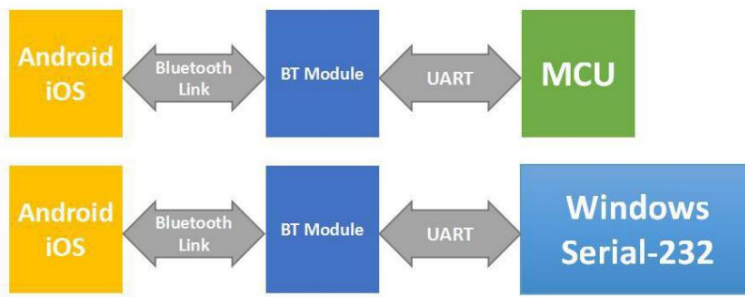 Android
iOS
Bluetooth
Link
BT Module
UART
MCU
Android
iOS
Bluetooth
Link
BT Module
UART
Windows
Serial-232